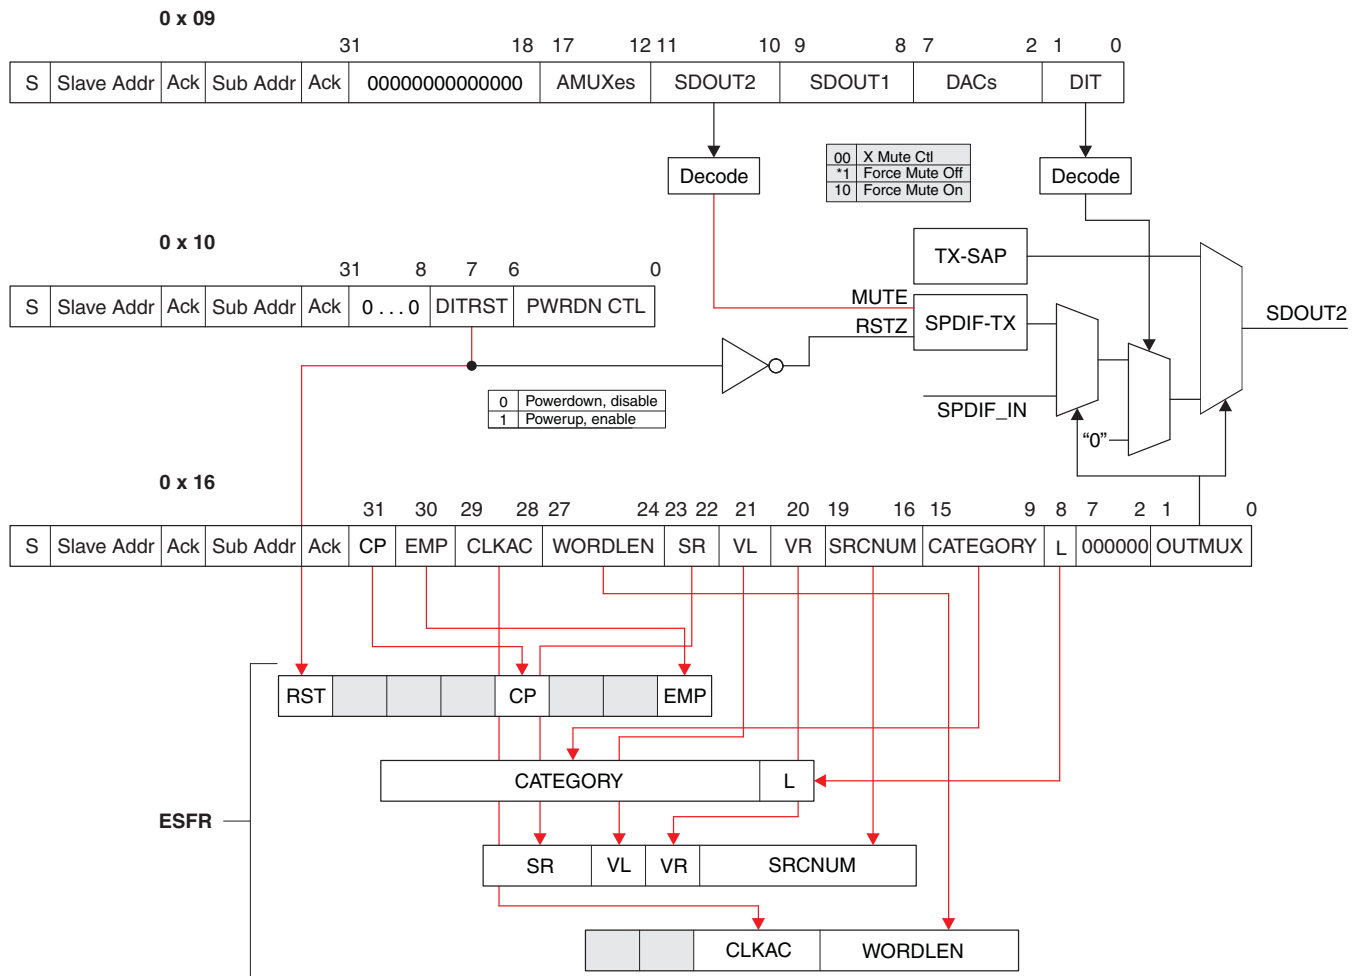 0 x 09
31 18 17 12 11 10 9 8 7 2 1 0
S Slave Addr Ack Sub Addr Ack 00000000000000 AMUXes SDOUT2 SDOUT1 DACs DIT
Decode
00 X Mute Ctl
*1 Force Mute Off
10 Force Mute On
Decode
0 x 10
31 8 7 6 0
S Slave Addr Ack Sub Addr Ack 0 . . . 0 DITRST PWRDN CTL
TX-SAP
MUTE
RSTZ
SPDIF-TX
SDOUT2
0 Powerdown, disable
1 Powerup, enable
SPDIF_IN
“0”
0 x 16
31 30 29 28 27 24 23 22 21 20 19 16 15 9 8 7 2 1 0
S Slave Addr Ack Sub Addr Ack CP EMP CLKAC WORDLEN SR VL VR SRCNUM CATEGORY L 000000 OUTMUX
RST CP EMP
CATEGORY L
ESFR
SR VL VR SRCNUM
CLKAC WORDLEN